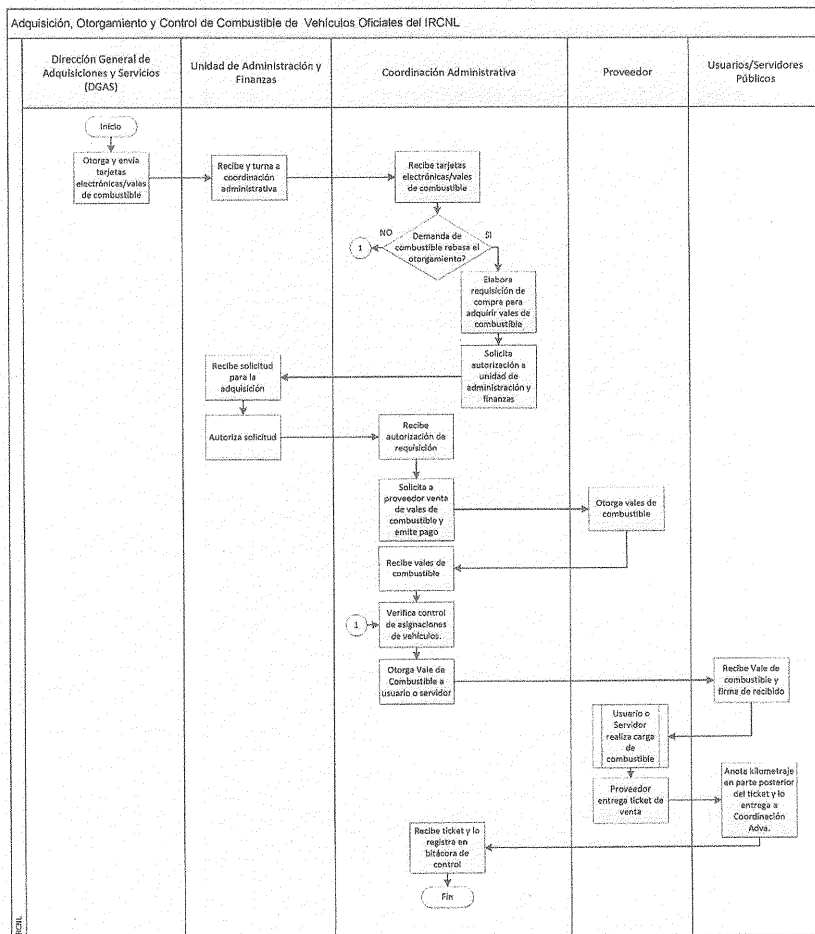 Adquisición, Otorgamiento y Control de Combustible de Vehículos Oficiales del IRCNL
Dirección General de
Adquisiciones y Servicios
(DGAS)
Unidad de Administración y
Finanzas
Coordinación Administrativa
Proveedor
Usuarios/Servidores
Públicos
Inicio
Otorga y envía
tarjetas
electrónicas/vales
de combustible
Recibe y turna a
coordinación
administrativa
Recibe tarjetas
electrónicas/vales
de combustible
NO
SI
1
Demanda de
combustible rebasa el
otorgamiento?
Elabora
requisición de
compra para
adquirir vales de
combustible
Solicita
autorización a
unidad de
administración y
finanzas
Recibe solicitud
para la
adquisición
Autoriza solicitud
Recibe
autorización de
requisición
Solicita a
proveedor venta
de vales de
combustible y
emite pago
Otorga vales de
combustible
Recibe vales de
combustible
1
Verifica control
de asignaciones
de vehículos.
Otorga Vale de
Combustible a
usuario o servidor
Recibe Vale de
combustible y
firma de recibido
Usuario o
Servidor
realiza carga
de
combustible
Proveedor
entrega ticket de
venta
Anota kilometraje
en parte posterior
del ticket y lo
entrega a
Coordinación
Adva.
Recibe ticket y lo
registra en
bitácora de
control
Fin
IRCNL